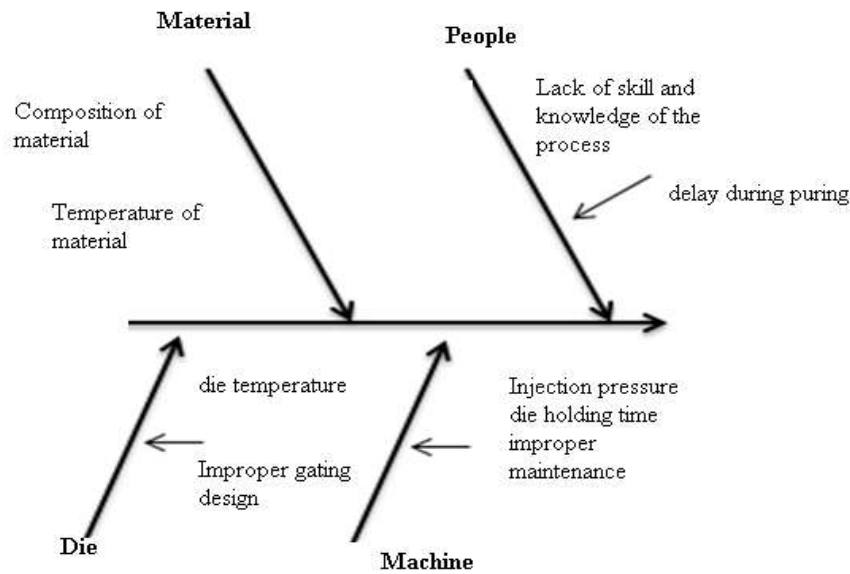 Material
People
Composition of
material
Temperature of
material
Lack of skill and
knowledge of the
process
delay during puring
die temperature
Improper gating
design
Injection pressure
die holding time
improper
maintenance
Die
Machine